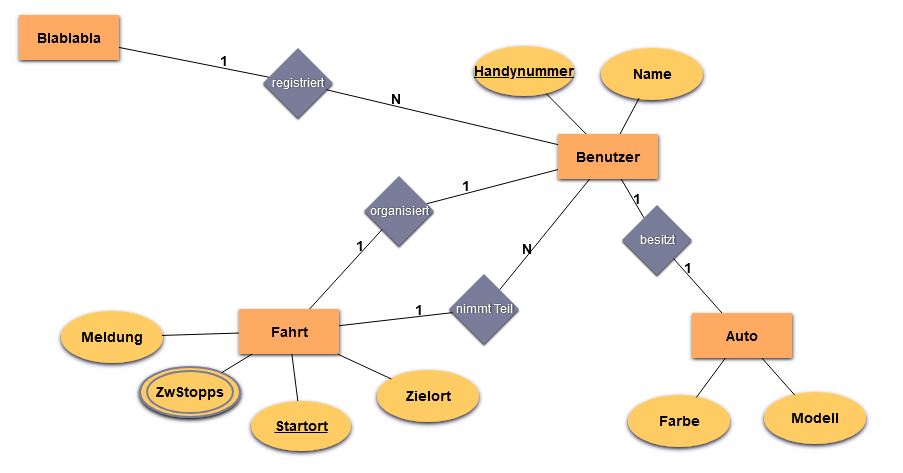 Blablabla
1
registriert
N
Handynummer
Name
Benutzer
1
organisiert
1
1
besitzt
1
N
nimmt Teil
1
Fahrt
Meldung
ZwStopps
Startort
Zielort
Auto
Farbe
Modell